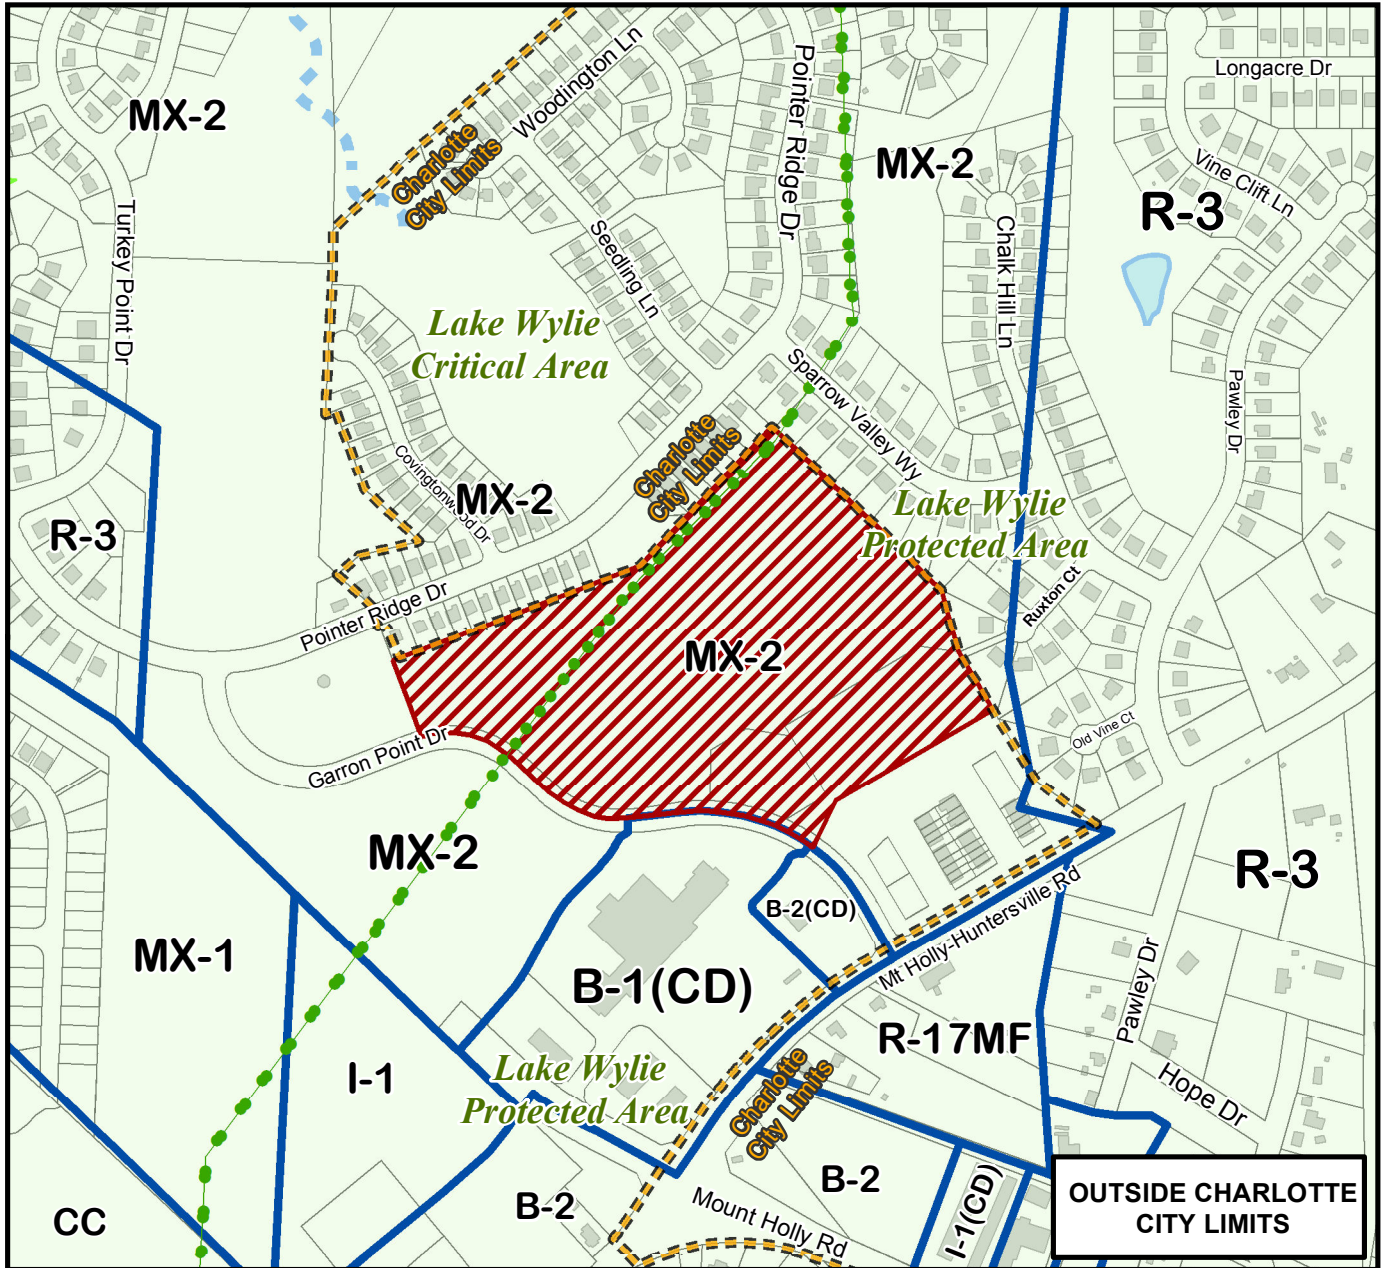 Woodington Ln
Pointer Ridge Dr
Longacre Dr
MX-2
Charlotte
City Limits
MX-2
Vine Clift Ln
R-3
Turkey Point Dr
Seedling Ln
Chalk Hill Ln
Lake Wylie
Critical Area
Sparrow Valley Wy
Pawley Dr
Charlotte
City Limits
Covingtonwood Dr
MX-2
Lake Wylie
Protected Area
R-3
Ruxton Ct
Pointer Ridge Dr
MX-2
Old Vine Ct
Garron Point Dr
MX-2
R-3
B-2(CD)
Mt Holly-Huntersville Rd
MX-1
B-1(CD)
Pawley Dr
R-17MF
I-1
Lake Wylie
Protected Area
Charlotte
City Limits
Hope Dr
B-2
B-2
I-1(CD)
Mount Holly Rd
CC
OUTSIDE CHARLOTTE
CITY LIMITS